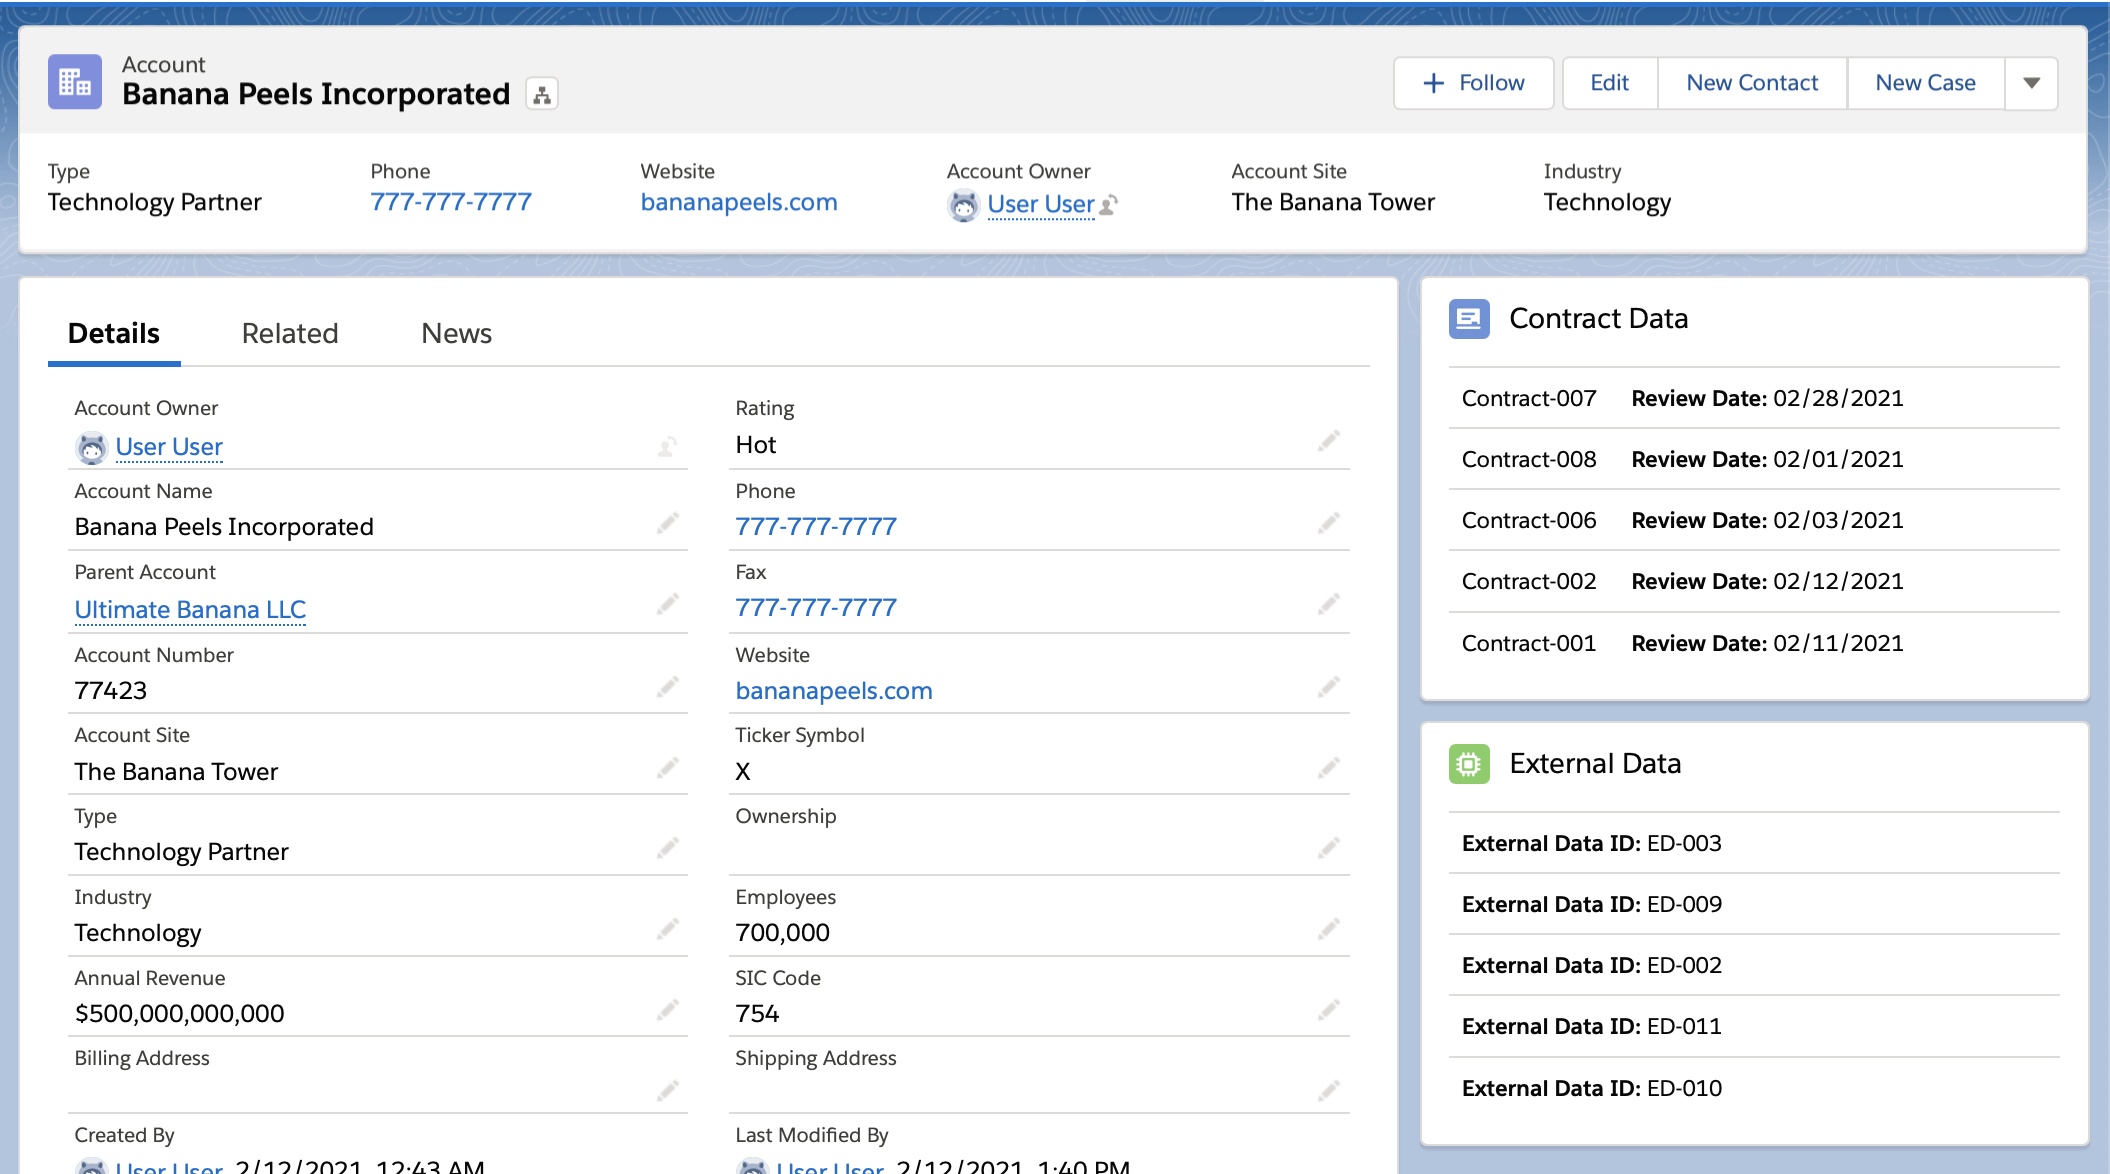 Account
Banana Peels Incorporated
Follow
Edit
New Contact
New Case
Type
Technology Partner
Phone
777-777-7777
Website
bananapeels.com
Account Owner
User User
Account Site
The Banana Tower
Industry
Technology
Details
Related
News
Account Owner
User User
Rating
Hot
Account Name
Banana Peels Incorporated
Phone
777-777-7777
Parent Account
Ultimate Banana LLC
Fax
777-777-7777
Account Number
77423
Website
bananapeels.com
Account Site
The Banana Tower
Ticker Symbol
X
Type
Technology Partner
Ownership
Industry
Technology
Employees
700,000
Annual Revenue
$500,000,000,000
SIC Code
754
Billing Address
Shipping Address
Created By
User User, 2/12/2021, 12:43 AM
Last Modified By
User User, 2/12/2021, 1:40 PM
Contract Data
Contract-007 Review Date: 02/28/2021
Contract-008 Review Date: 02/01/2021
Contract-006 Review Date: 02/03/2021
Contract-002 Review Date: 02/12/2021
Contract-001 Review Date: 02/11/2021
External Data
External Data ID: ED-003
External Data ID: ED-009
External Data ID: ED-002
External Data ID: ED-011
External Data ID: ED-010